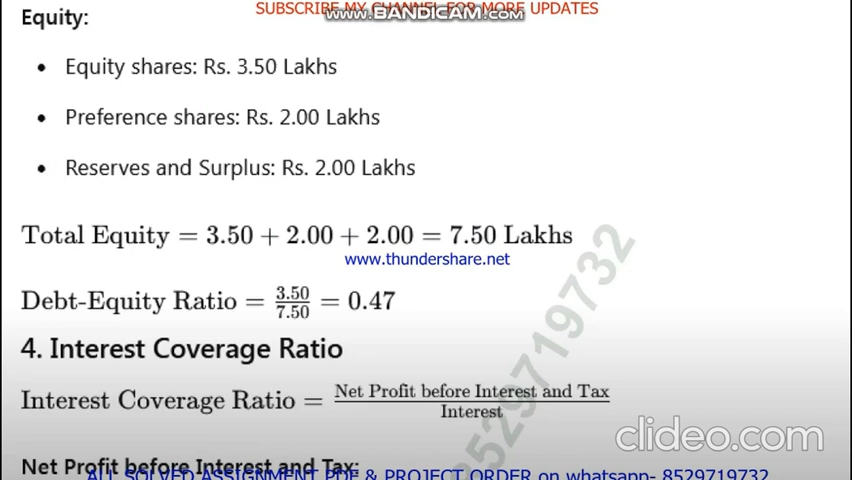 SUBSCRIBE MY CHANNEL FOR MORE UPDATES
www.BANDICAM.com
Equity:
• Equity shares: Rs. 3.50 Lakhs
• Preference shares: Rs. 2.00 Lakhs
• Reserves and Surplus: Rs. 2.00 Lakhs
Total Equity = 3.50 + 2.00 + 2.00 = 7.50 Lakhs
www.thundershare.net
Debt-Equity Ratio = 3.50/7.50 = 0.47
4. Interest Coverage Ratio
Interest Coverage Ratio = Net Profit before Interest and Tax/Interest
8529719732
clideo.com
Net Profit before Interest and Tax:
ALL SOLVED ASSIGNMENT PDF & PROJECT ORDER on whatsapp- 8529719732